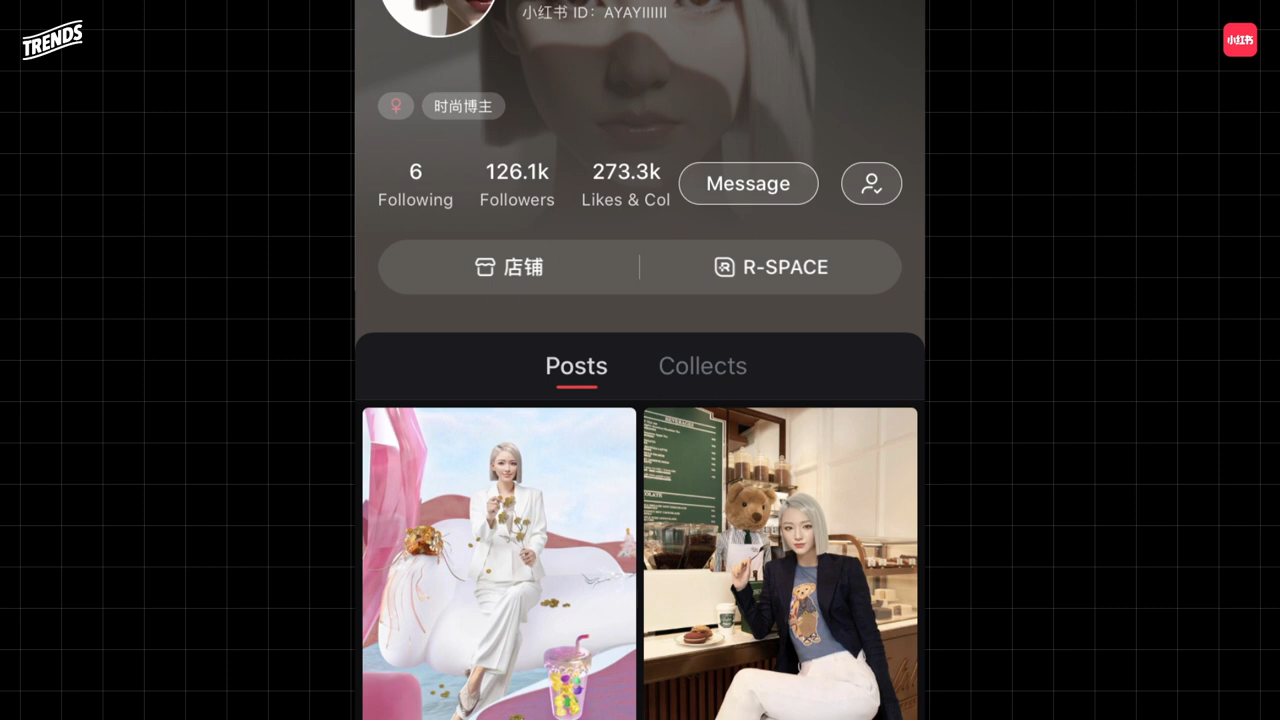 TRENDS
小红书
小红书 ID：AYAYIIIIII
♀
时尚博主
6
126.1k
273.3k
Following
Followers
Likes & Col
Message
店铺
R-SPACE
Posts
Collects